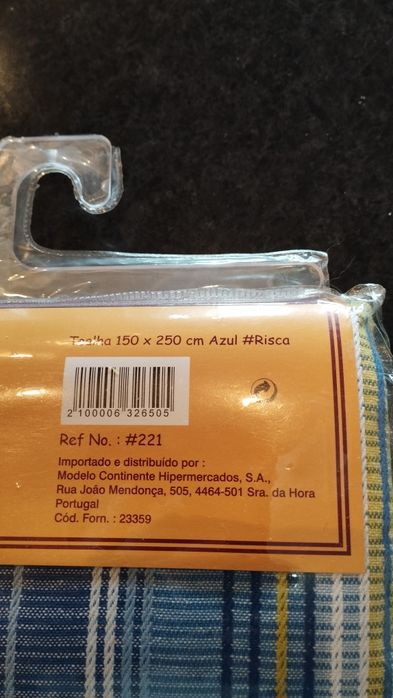 Toalha 150 x 250 cm Azul #Risca
2 100006 326505
Ref No. : #221
Importado e distribuído por :
Modelo Continente Hipermercados, S.A.,
Rua João Mendonça, 505, 4464-501 Sra. da Hora
Portugal
Cód. Forn. : 23359